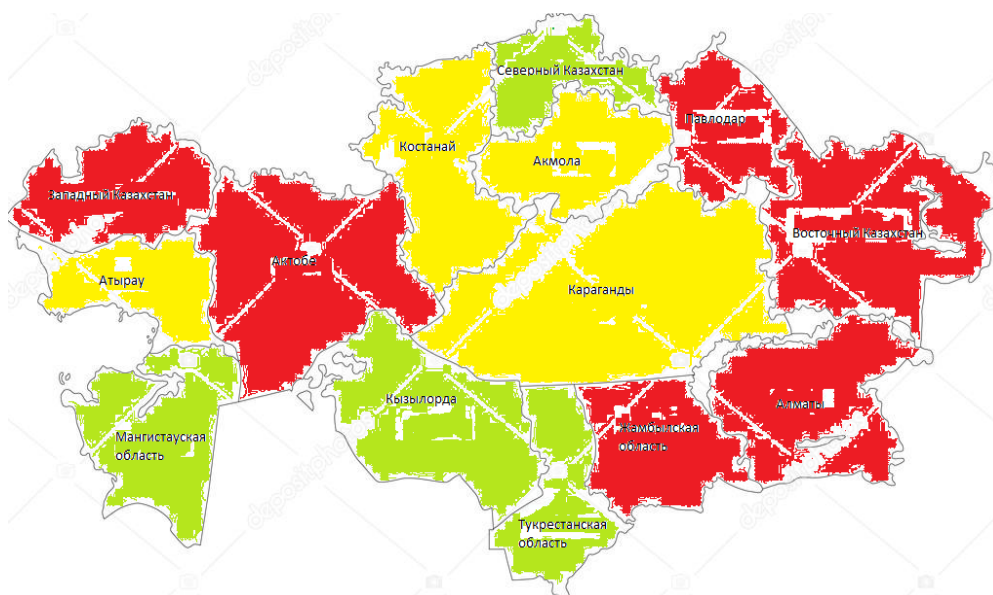 Северный Казахстан
Павлодар
Костанай
Акмола
Западный Казахстан
Восточный Казахстан
Актобе
Атырау
Караганды
Кызылорда
Алматы
Жамбылская
область
Мангистауская
область
Тукрестанская
область
depositphotos